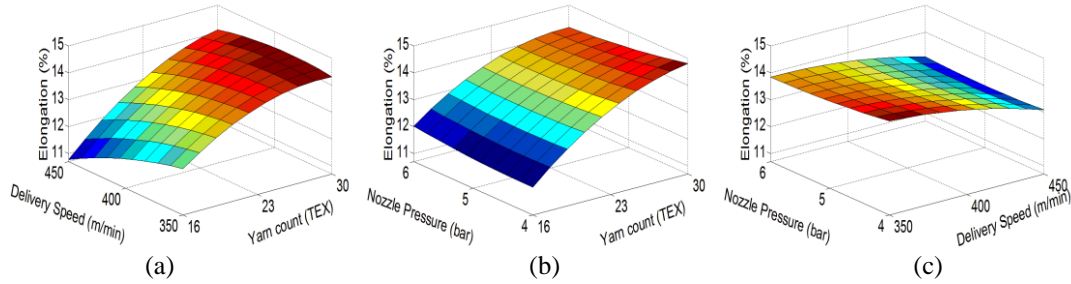 15
14
13
12
11
Elongation (%)
450
400
350
Delivery Speed (m/min)
16
23
30
Yarn count (TEX)
(a)
15
14
13
12
11
Elongation (%)
6
5
4
Nozzle Pressure (bar)
16
23
30
Yarn count (TEX)
(b)
15
14
13
12
11
Elongation (%)
6
5
4
Nozzle Pressure (bar)
350
400
450
Delivery Speed (m/min)
(c)